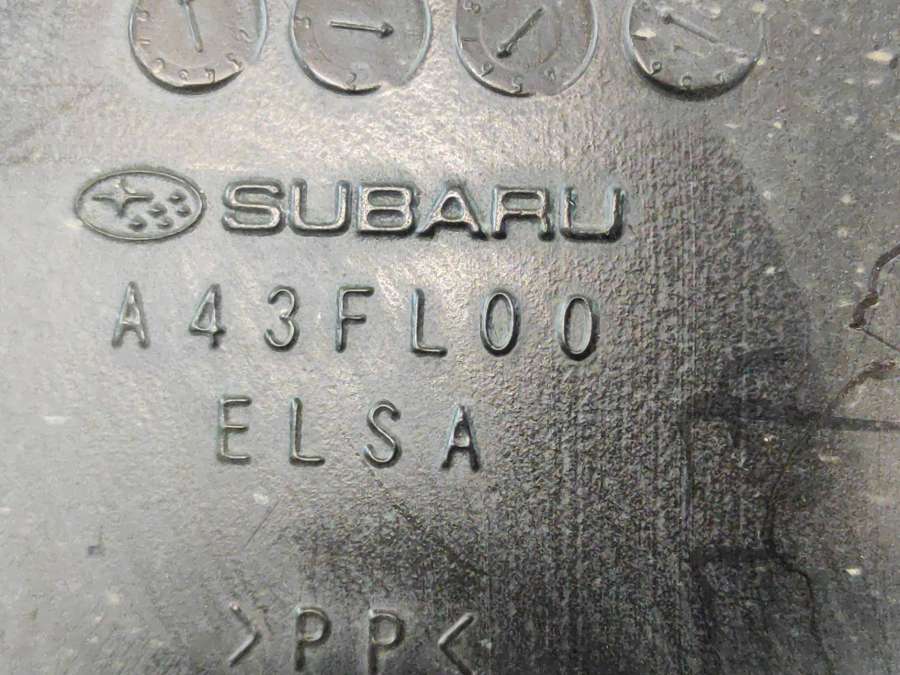 SUBARU
A43FL00
ELSA
>PP<